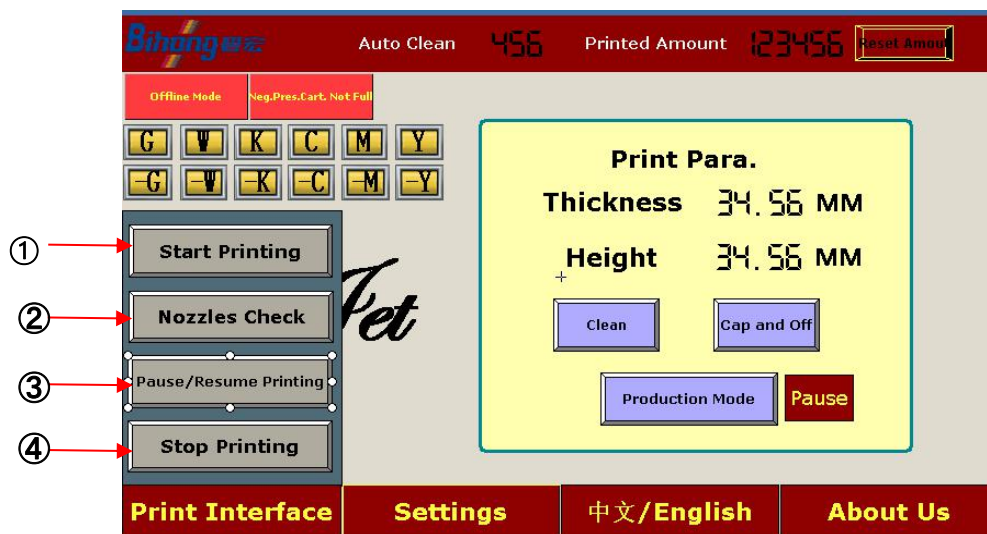 Bihong 碧宏
Auto Clean 456
Printed Amount 123456
Reset Amout
Offline Mode
Neg.Pres.Cart. Not Full
G W K C M Y
-G -W -K -C -M -Y
① Start Printing
② Nozzles Check
③ Pause/Resume Printing
④ Stop Printing
Jet
Print Para.
Thickness 34.56 MM
Height 34.56 MM
Clean
Cap and Off
Production Mode
Pause
Print Interface
Settings
中文/English
About Us